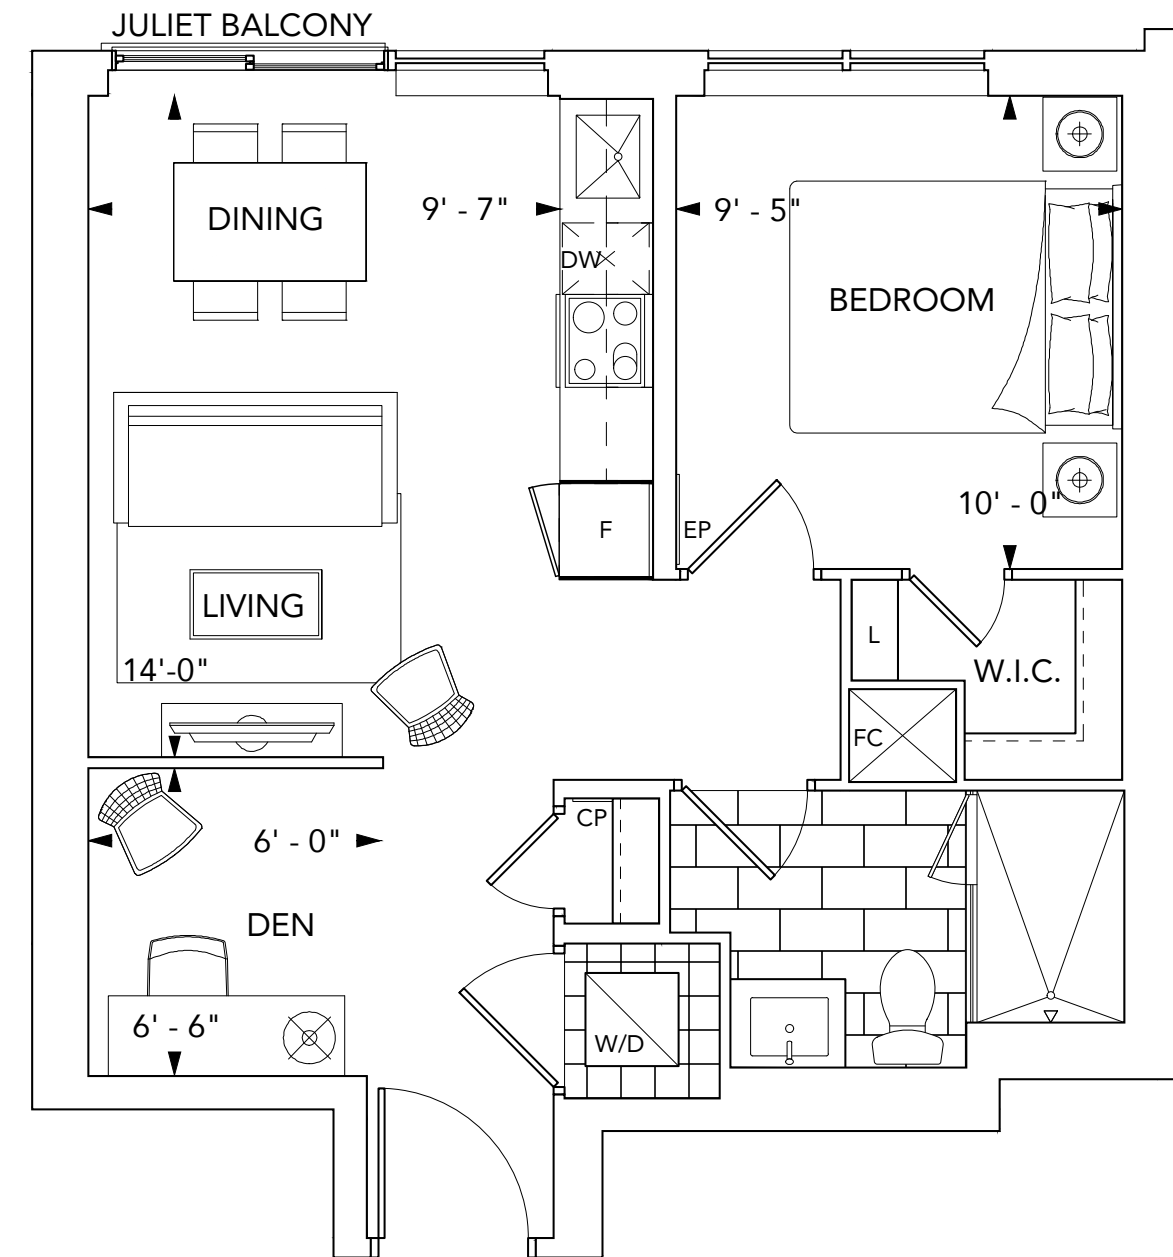 JULIET BALCONY
DINING
9' - 7"
9' - 5"
DW
BEDROOM
10' - 0"
F
EP
LIVING
L
14'-0"
W.I.C.
FC
CP
6' - 0"
DEN
6' - 6"
W/D